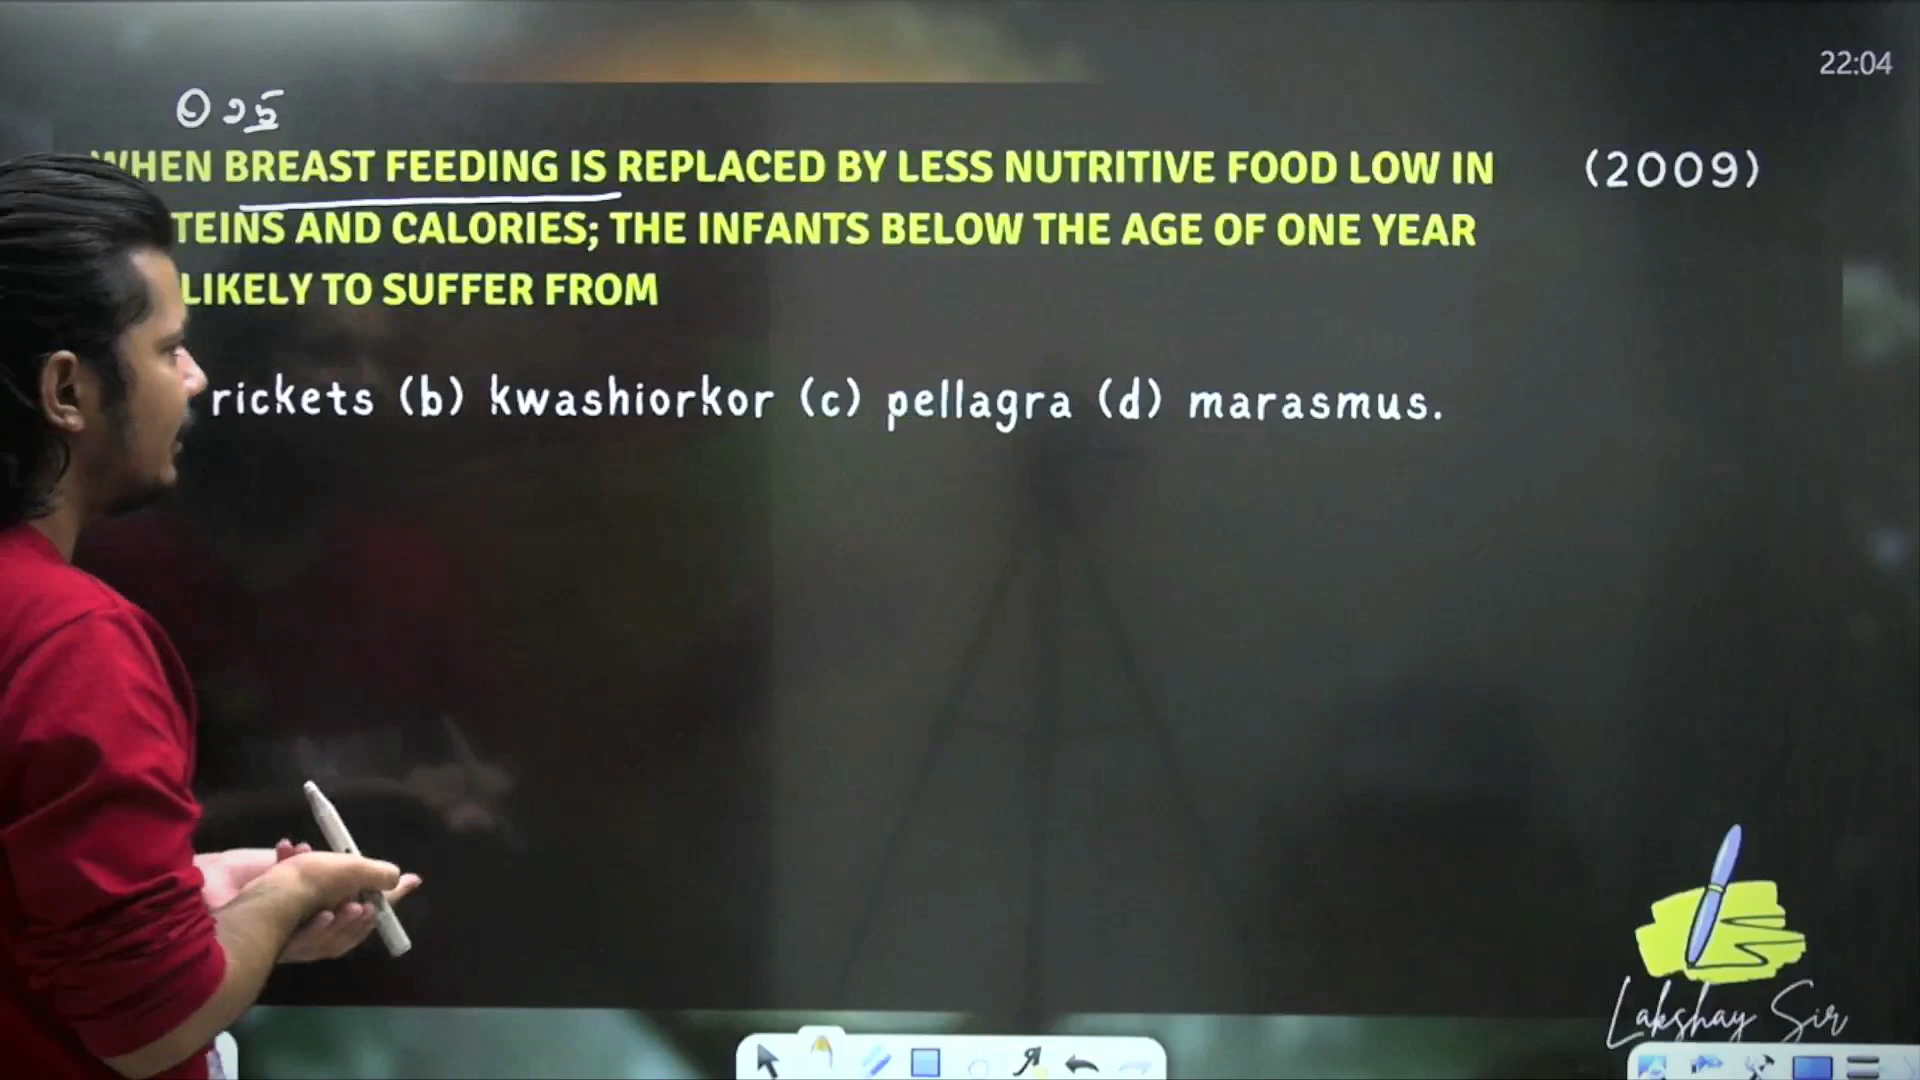 22:04
Q 25
WHEN BREAST FEEDING IS REPLACED BY LESS NUTRITIVE FOOD LOW IN (2009)
TEINS AND CALORIES; THE INFANTS BELOW THE AGE OF ONE YEAR
LIKELY TO SUFFER FROM
rickets (b) kwashiorkor (c) pellagra (d) marasmus.
Lakshay Sir